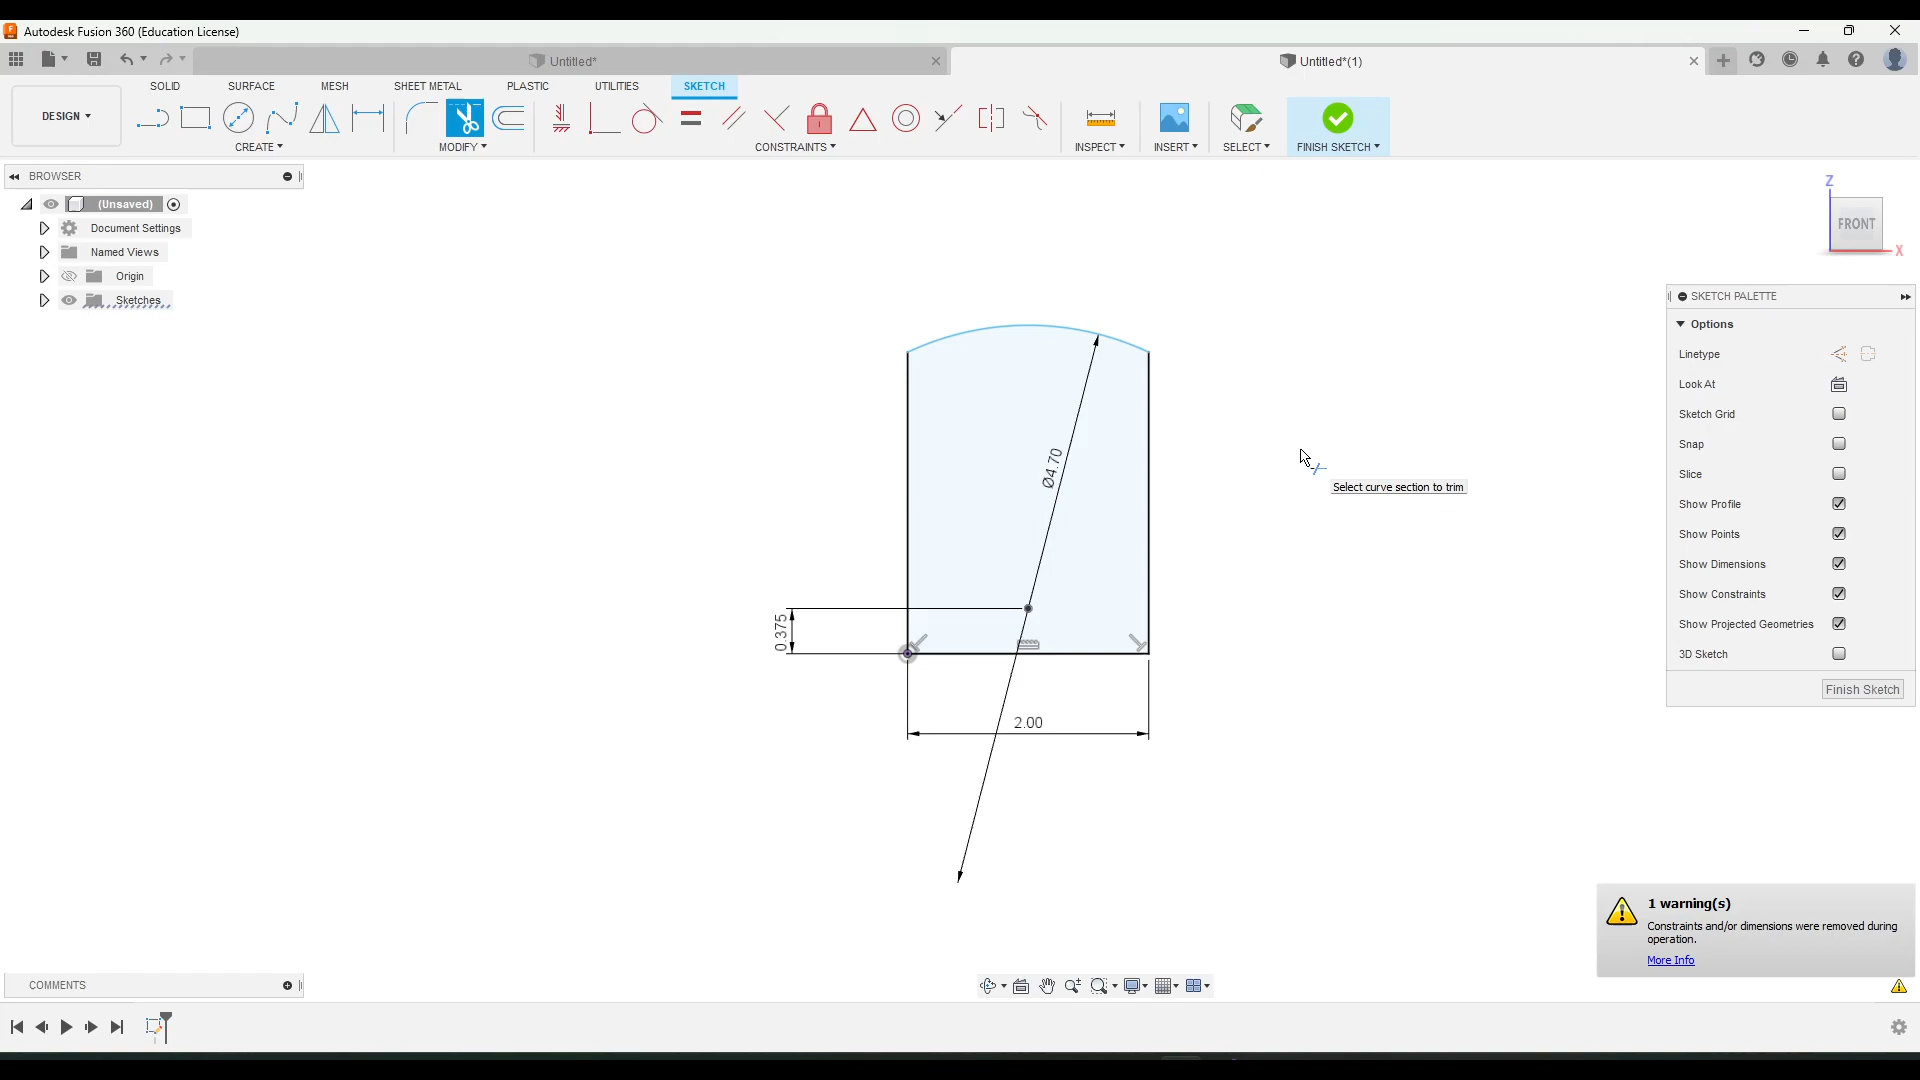 Autodesk Fusion 360 (Education License)
Untitled*
Untitled*(1)
SOLID SURFACE MESH SHEET METAL PLASTIC UTILITIES SKETCH
DESIGN
CREATE MODIFY CONSTRAINTS INSPECT INSERT SELECT FINISH SKETCH
BROWSER
(Unsaved)
Document Settings
Named Views
Origin
Sketches
Z
FRONT
X
SKETCH PALETTE
Options
Linetype
Look At
Sketch Grid
Snap
Slice
Show Profile
Show Points
Show Dimensions
Show Constraints
Show Projected Geometries
3D Sketch
Finish Sketch
Ø4.70
Select curve section to trim
0.375
2.00
1 warning(s)
Constraints and/or dimensions were removed during
operation.
More Info
COMMENTS